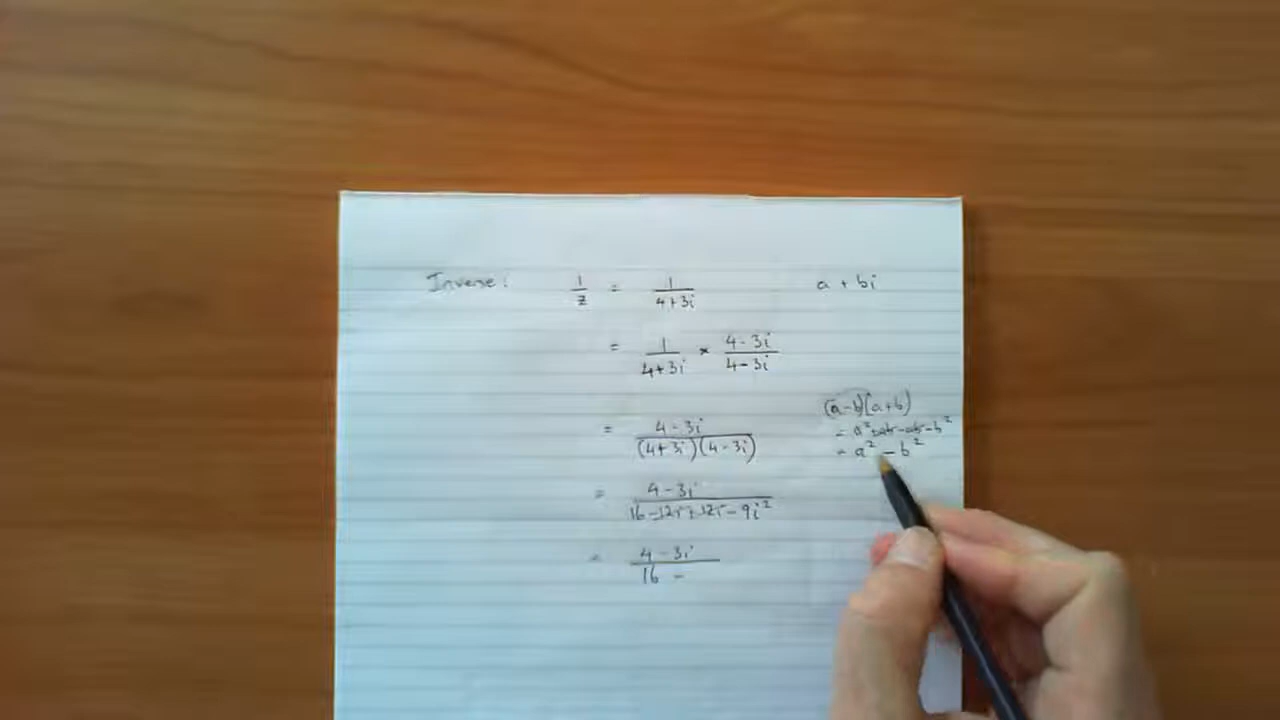 Inverse: 1/z = 1/(4+3i) a + bi
= 1/(4+3i) × (4-3i)/(4-3i)
(a-b)(a+b)
= a² - b²
= (4-3i)/((4+3i)(4-3i))
= (4-3i)/(16-12i+12i-9i²)
= (4-3i)/(16 -